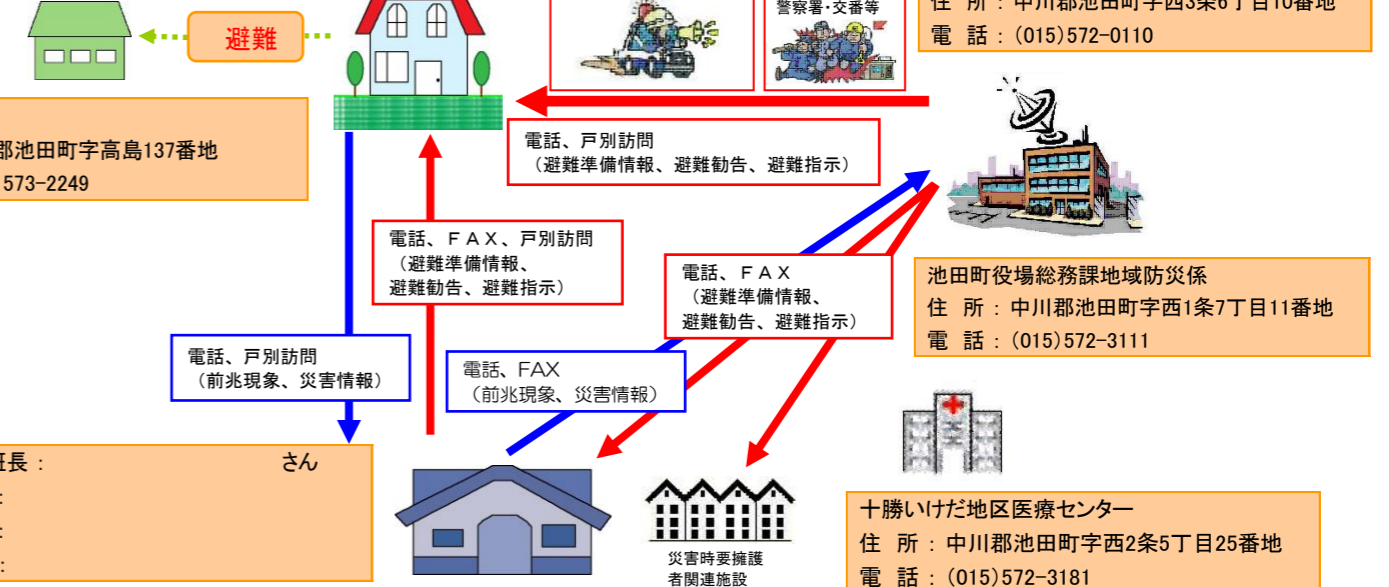 警察署・交番等
住 所：中川郡池田町字西3条6丁目10番地
電 話：(015)572-0110
避難
郡池田町字高島137番地
573-2249
電話、戸別訪問
（避難準備情報、避難勧告、避難指示）
電話、ＦＡＸ、戸別訪問
（避難準備情報、
避難勧告、避難指示）
電話、ＦＡＸ
（避難準備情報、
避難勧告、避難指示）
池田町役場総務課地域防災係
住 所：中川郡池田町字西1条7丁目11番地
電 話：(015)572-3111
電話、戸別訪問
（前兆現象、災害情報）
電話、FAX
（前兆現象、災害情報）
班長： さん
：
：
：
災害時要擁護
者関連施設
十勝いけだ地区医療センター
住 所：中川郡池田町字西2条5丁目25番地
電 話：(015)572-3181